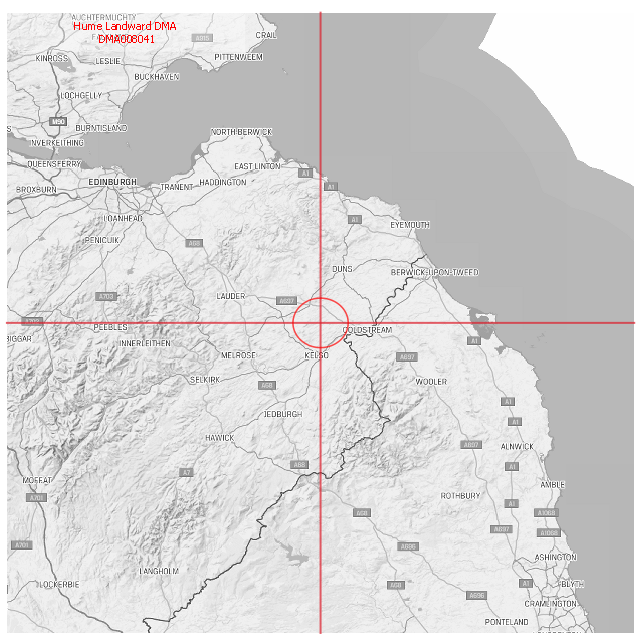 AUCHTERMUCHTY
CRAIL
Hume Landward DMA
DMA008041
A915
PITTENWEEM
KINROSS
LESLIE
BUCKHAVEN
LOCHGELLY
M90
BURNTISLAND
NORTH BERWICK
INVERKEITHING
QUEENSFERRY
EAST LINTON
A1
EDINBURGH
HADDINGTON
TRANENT
A1
BROXBURN
LOANHEAD
A1
EYEMOUTH
PENICUIK
A68
DUNS
BERWICK-UPON-TWEED
A703
LAUDER
A697
A702
PEEBLES
COLDSTREAM
BIGGAR
INNERLEITHEN
A1
MELROSE
KELSO
A697
SELKIRK
A68
WOOLER
A1
JEDBURGH
A1
HAWICK
A697
ALNWICK
A68
A1
A7
MOFFAT
AMBLE
A701
ROTHBURY
A1
A68
A1068
A697
A1068
A701
A696
ASHINGTON
LANGHOLM
LOCKERBIE
A68
A1
BLYTH
A696
CRAMLINGTON
PONTELAND